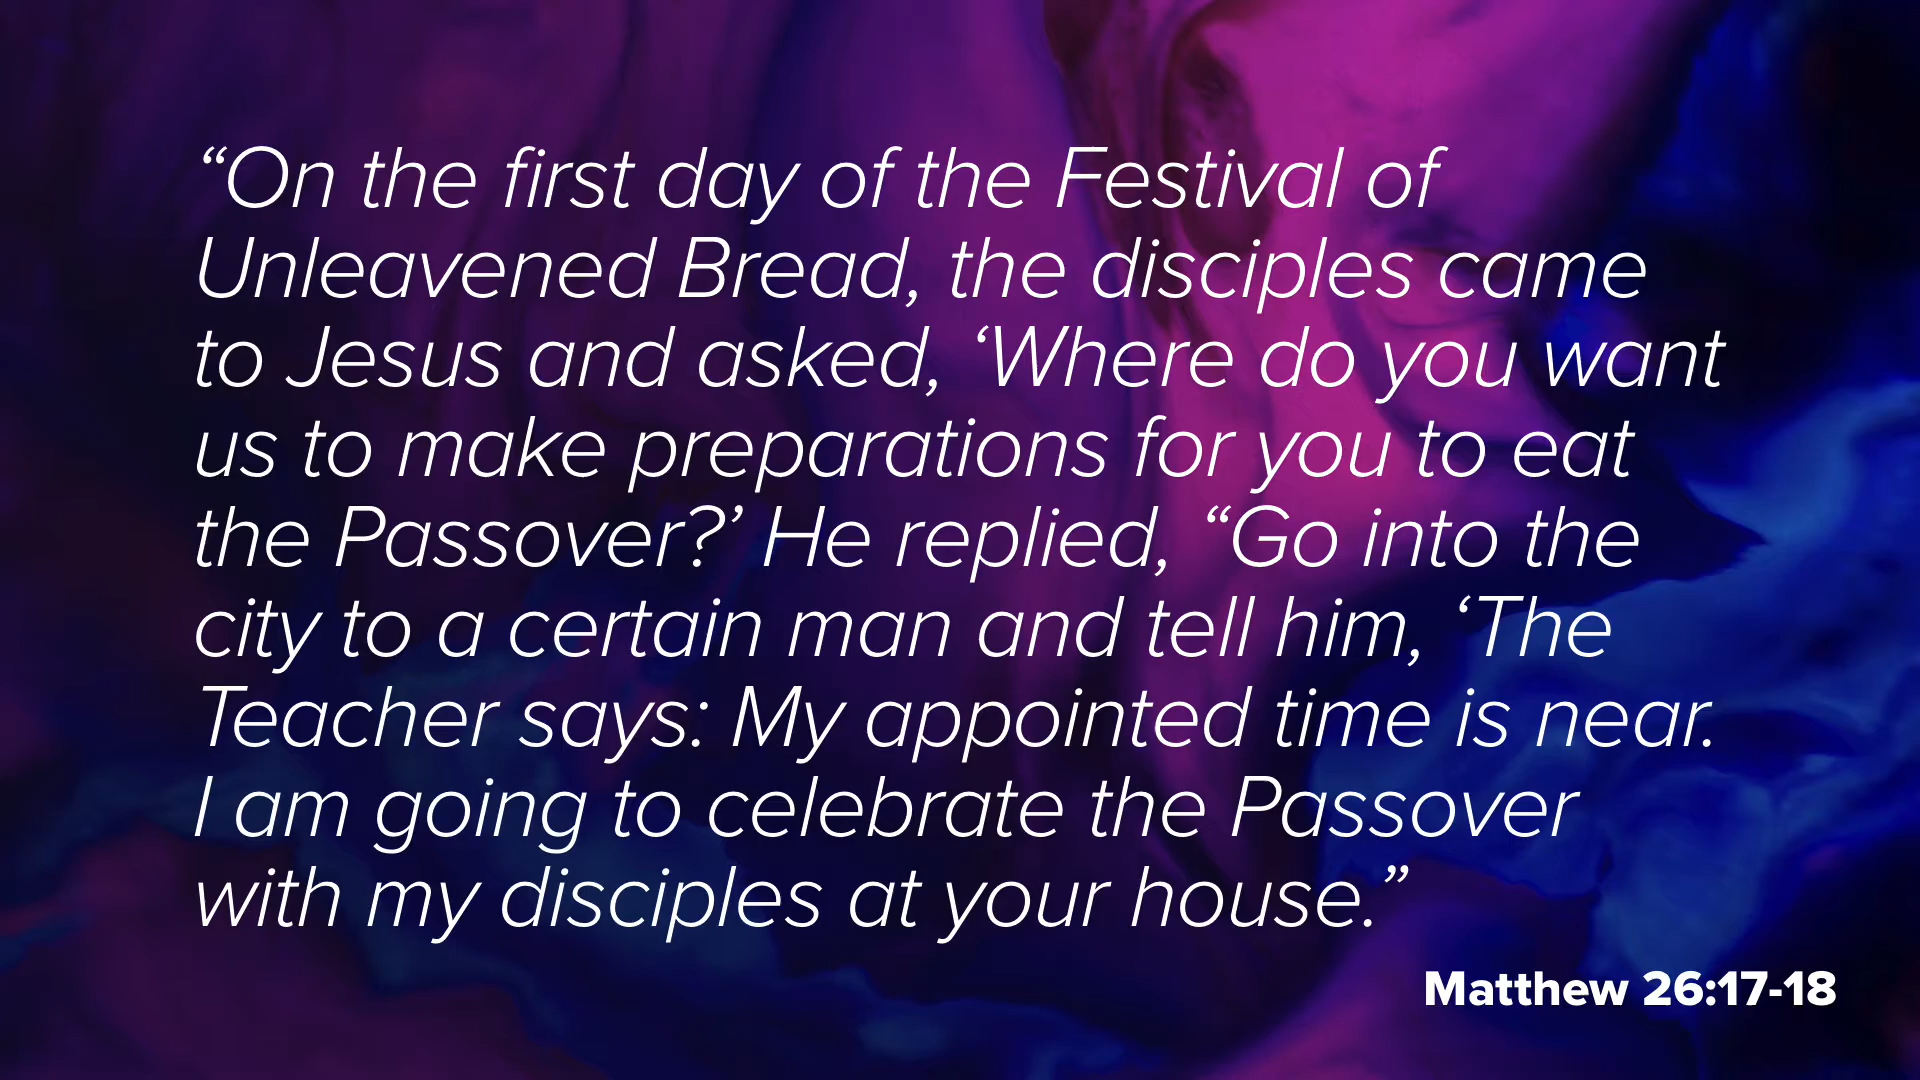 “On the first day of the Festival of
Unleavened Bread, the disciples came
to Jesus and asked, ‘Where do you want
us to make preparations for you to eat
the Passover?’ He replied, “Go into the
city to a certain man and tell him, ‘The
Teacher says: My appointed time is near.
I am going to celebrate the Passover
with my disciples at your house.”
Matthew 26:17-18